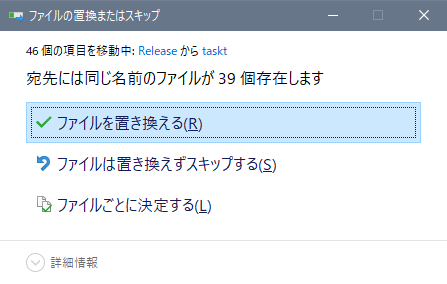 ファイルの置換またはスキップ
46 個の項目を移動中: Release から taskt
宛先には同じ名前のファイルが 39 個存在します
ファイルを置き換える(R)
ファイルは置き換えずスキップする(S)
ファイルごとに決定する(L)
詳細情報